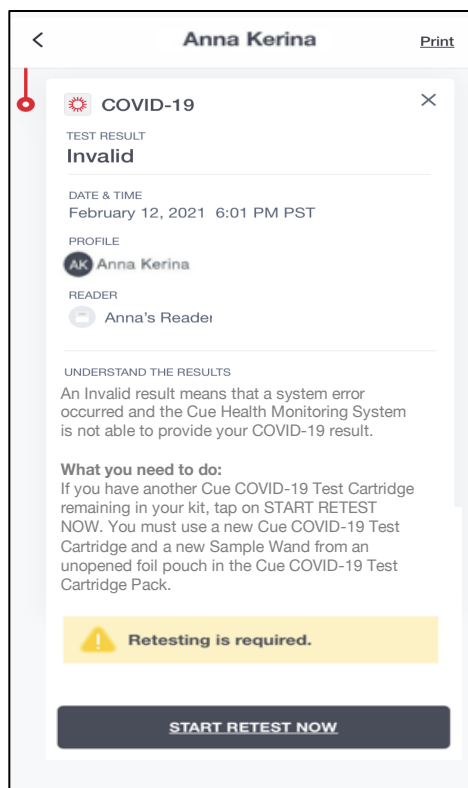 Anna Kerina
Print
COVID-19
TEST RESULT
Invalid
DATE & TIME
February 12, 2021 6:01 PM PST
PROFILE
AK Anna Kerina
READER
Anna's Reader
UNDERSTAND THE RESULTS
An Invalid result means that a system error
occurred and the Cue Health Monitoring System
is not able to provide your COVID-19 result.
What you need to do:
If you have another Cue COVID-19 Test Cartridge
remaining in your kit, tap on START RETEST
NOW. You must use a new Cue COVID-19 Test
Cartridge and a new Sample Wand from an
unopened foil pouch in the Cue COVID-19 Test
Cartridge Pack.
Retesting is required.
START RETEST NOW